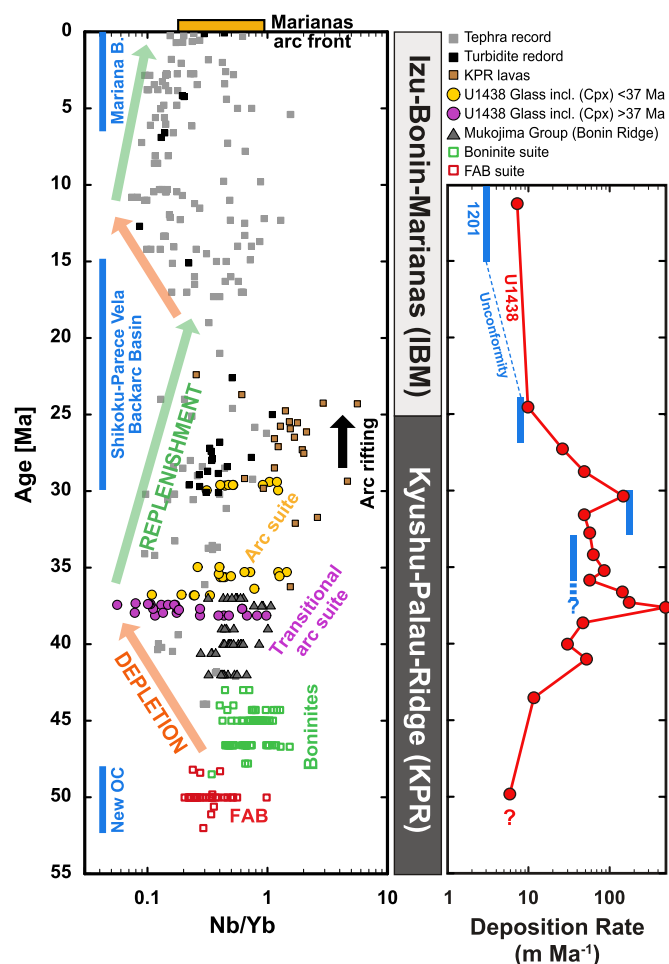 Marianas
arc front
Tephra record
Turbidite redord
KPR lavas
U1438 Glass incl. (Cpx) <37 Ma
U1438 Glass incl. (Cpx) >37 Ma
Mukojima Group (Bonin Ridge)
Boninite suite
FAB suite
0
5
10
15
20
25
30
35
40
45
50
55
Age [Ma]
Mariana B.
Shikoku-Parece Vela
Backarc Basin
New OC
REPLENISHMENT
DEPLETION
Arc suite
Transitional
arc suite
Boninites
FAB
Arc rifting
0.1
1
10
Nb/Yb
Izu-Bonin-Marianas (IBM)
Kyushu-Palau-Ridge (KPR)
1201
U1438
Unconformity
?
?
1
10
100
Deposition Rate
(m Ma⁻¹)